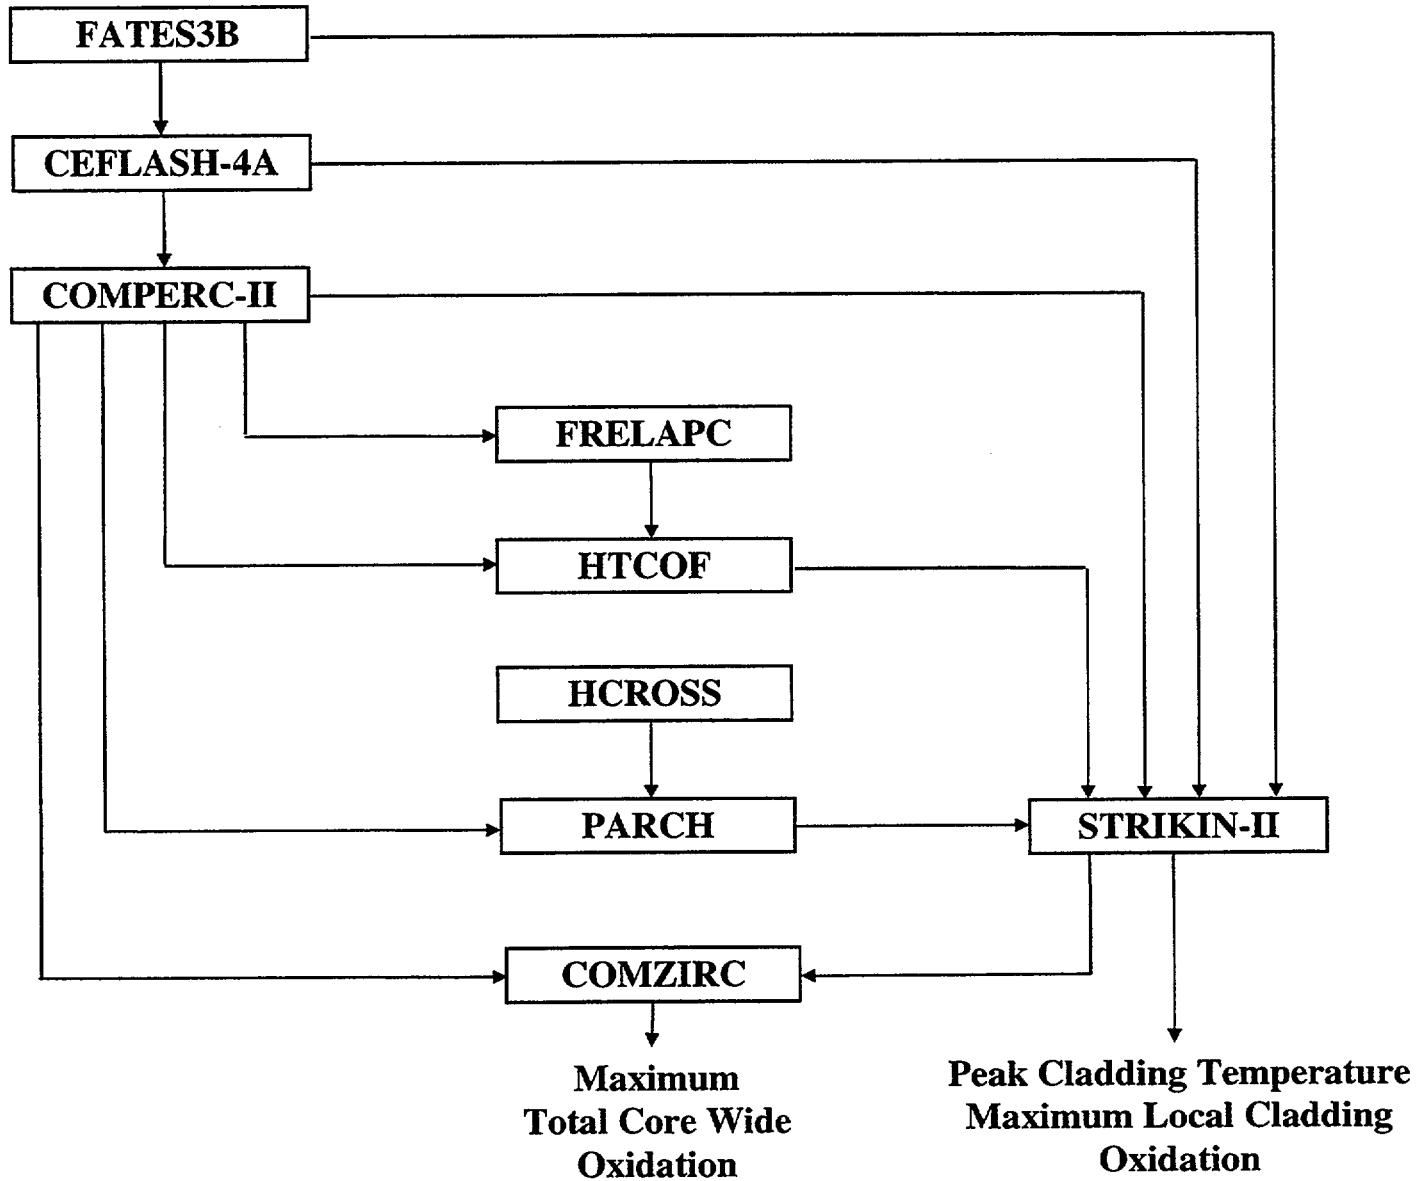 FATES3B
CEFLASH-4A
COMPERC-II
FRELAPC
HTCOF
HCROSS
PARCH
STRIKIN-II
COMZIRC
Maximum
Total Core Wide
Oxidation
Peak Cladding Temperature
Maximum Local Cladding
Oxidation